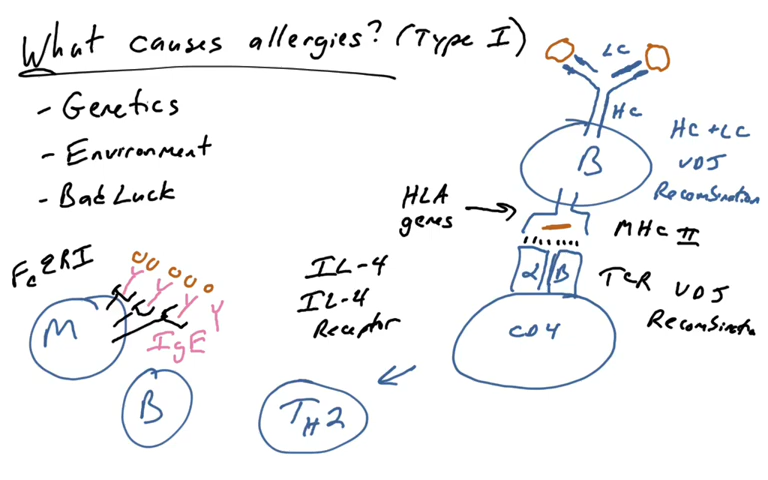 What causes allergies? (Type I)
- Genetics
- Environment
- Bad Luck
LC
HC
B
HC + LC
VDJ
Recombination
HLA
genes
MHC II
α B
TCR VDJ
Recombinatio
CD4
FcεRI
M
IgE
B
IL-4
IL-4
Receptor
TH2